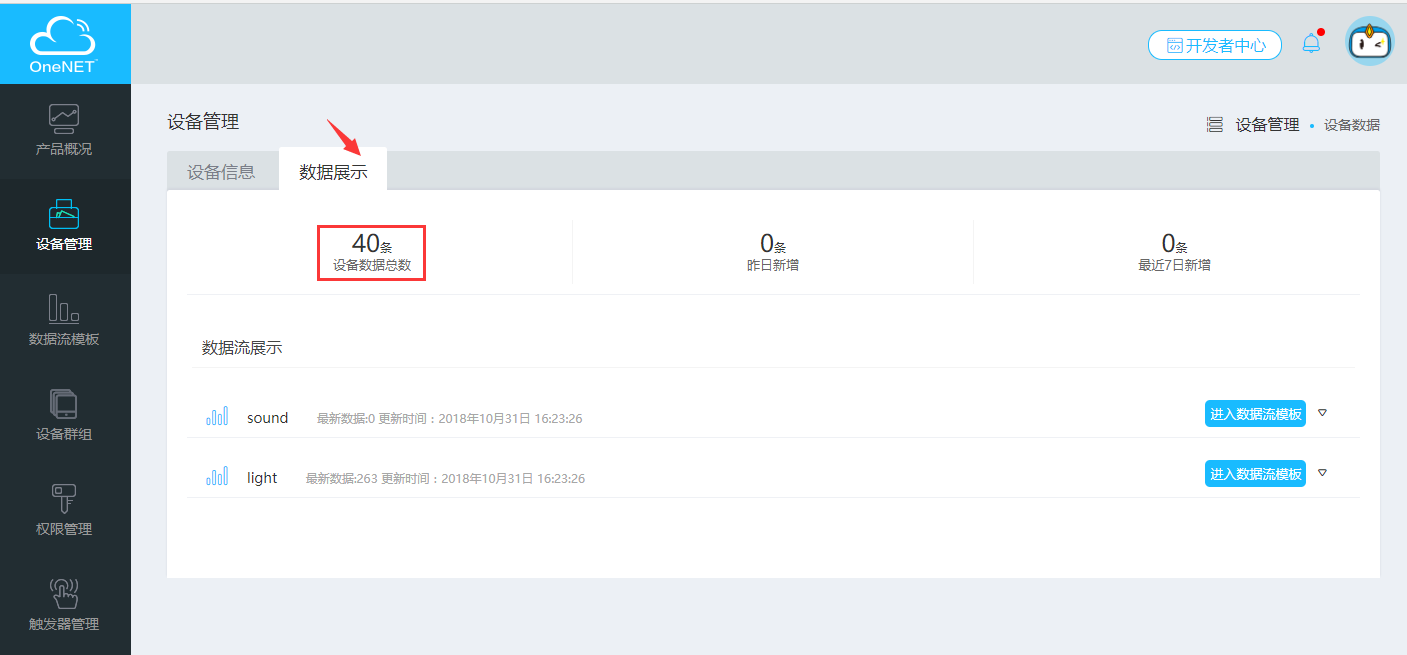 OneNET
开发者中心
产品概况
设备管理
数据流模板
设备群组
权限管理
触发器管理
设备管理
设备管理 • 设备数据
设备信息 数据展示
40条 0条 0条
设备数据总数 昨日新增 最近7日新增
数据流展示
sound 最新数据:0 更新时间：2018年10月31日 16:23:26 进入数据流模板
light 最新数据:263 更新时间：2018年10月31日 16:23:26 进入数据流模板